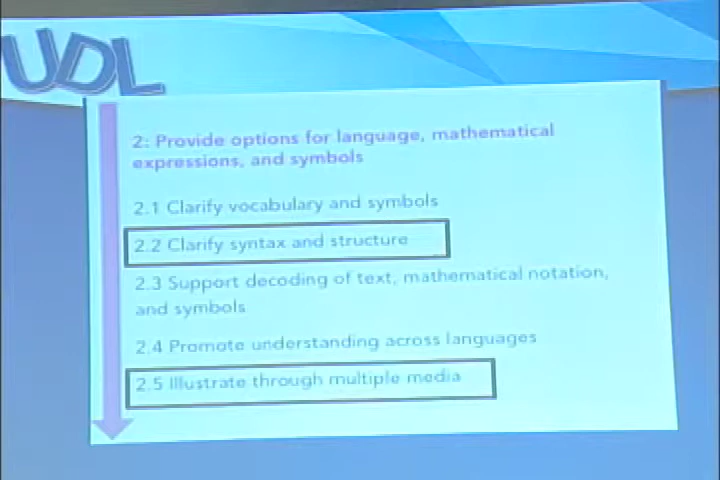 UDL
2: Provide options for language, mathematical
expressions, and symbols
2.1 Clarify vocabulary and symbols
2.2 Clarify syntax and structure
2.3 Support decoding of text, mathematical notation,
and symbols
2.4 Promote understanding across languages
2.5 Illustrate through multiple media